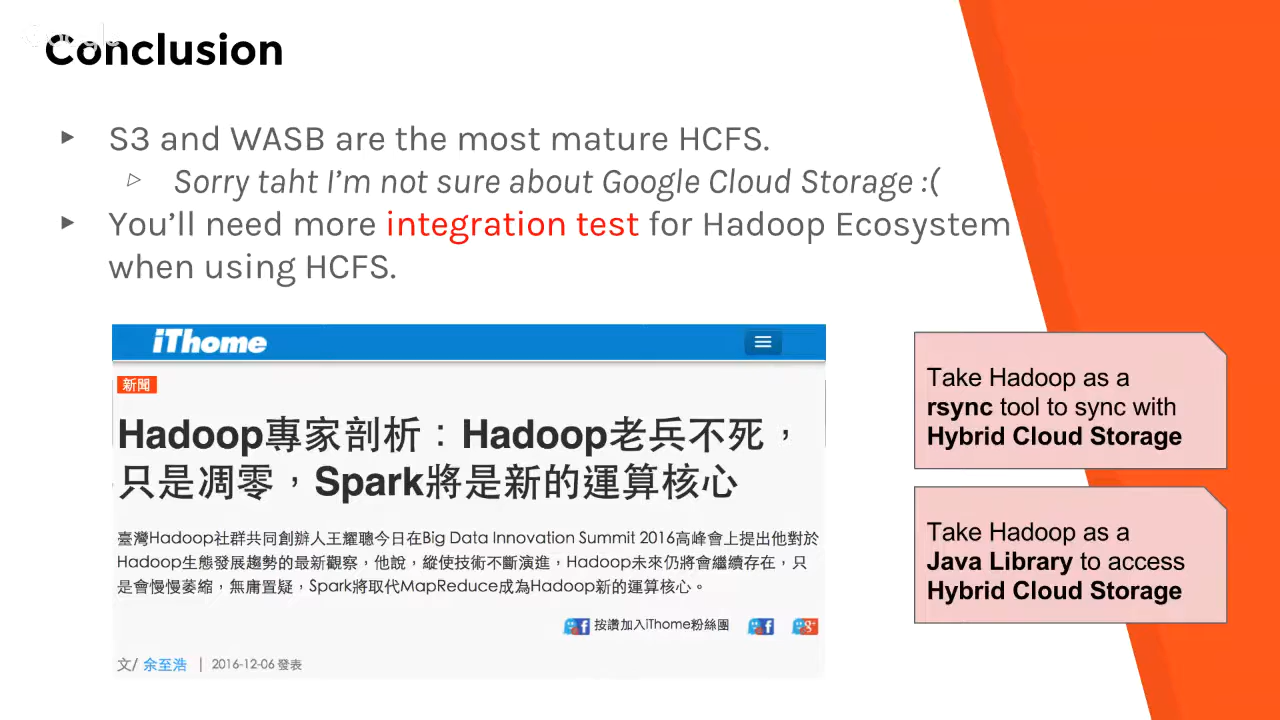 Google
Conclusion
S3 and WASB are the most mature HCFS.
Sorry taht I’m not sure about Google Cloud Storage :(
You’ll need more integration test for Hadoop Ecosystem
when using HCFS.
iThome
新聞
Hadoop專家剖析：Hadoop老兵不死，
只是凋零，Spark將是新的運算核心
臺灣Hadoop社群共同創辦人王耀聰今日在Big Data Innovation Summit 2016高峰會上提出他對於
Hadoop生態發展趨勢的最新觀察，他說，縱使技術不斷演進，Hadoop未來仍將會繼續存在，只
是會慢慢萎縮，無庸置疑，Spark將取代MapReduce成為Hadoop新的運算核心。
按讚加入iThome粉絲團
文/ 余至浩 | 2016-12-06 發表
Take Hadoop as a
rsync tool to sync with
Hybrid Cloud Storage
Take Hadoop as a
Java Library to access
Hybrid Cloud Storage